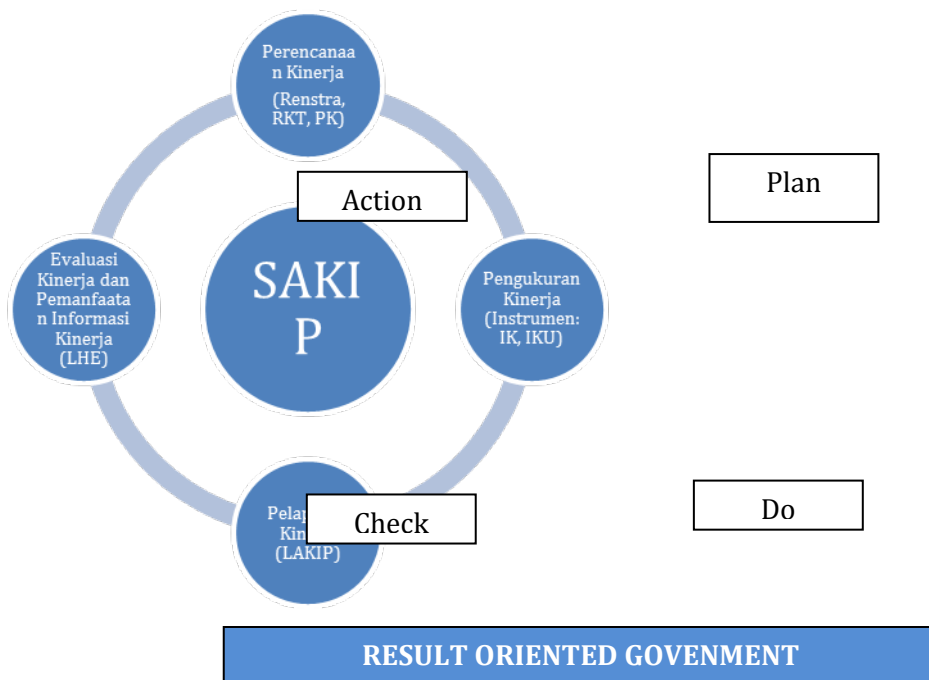 Perencanaa
n Kinerja
(Renstra,
RKT, PK)
Action
Plan
Evaluasi
Kinerja dan
Pemanfaata
n Informasi
Kinerja
(LHE)
SAKI
P
Pengukuran
Kinerja
(Instrumen:
IK, IKU)
(LAKIP)
Check
Do
RESULT ORIENTED GOVENMENT